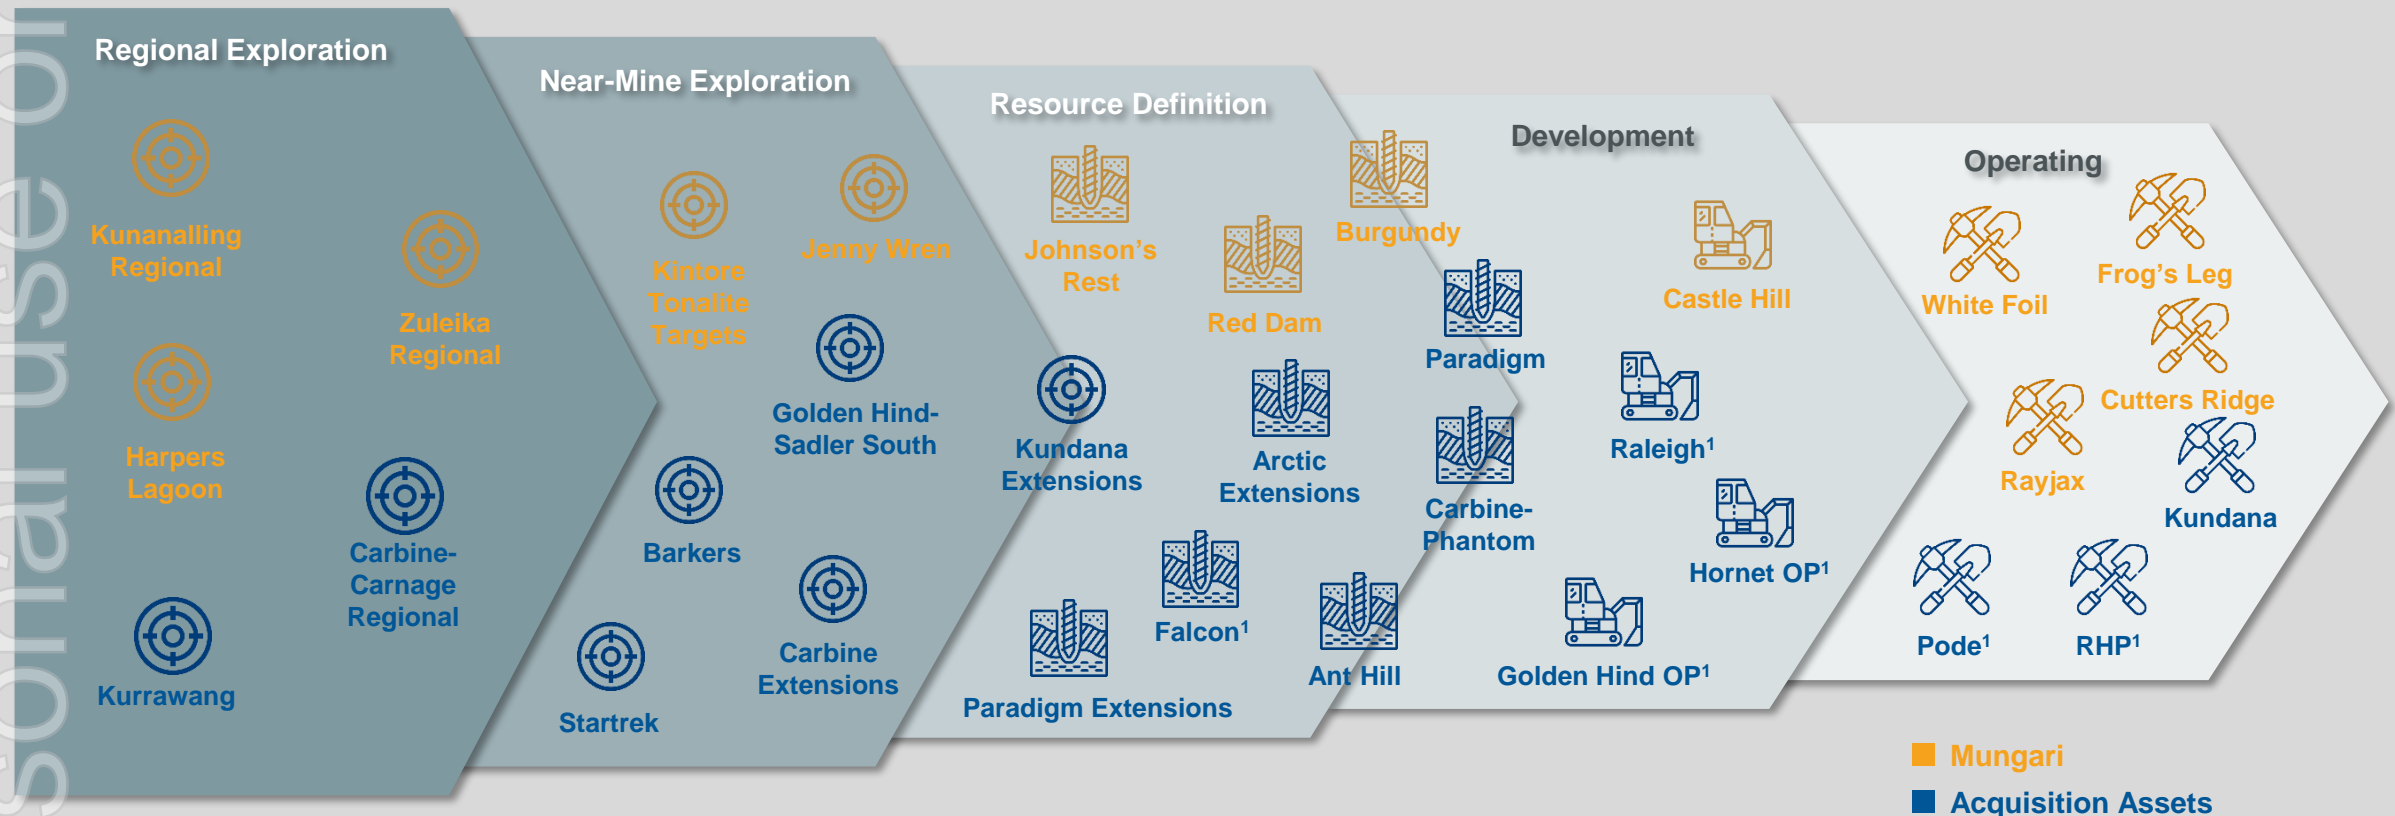 sonal use on
Regional Exploration
Kunanalling
Regional
Zuleika
Regional
Harpers
Lagoon
Carbine-
Carnage
Regional
Kurrawang
Near-Mine Exploration
Kintore
Tonalite
Targets
Jenny Wren
Golden Hind-
Sadler South
Barkers
Carbine
Extensions
Startrek
Resource Definition
Johnson's
Rest
Red Dam
Burgundy
Kundana
Extensions
Arctic
Extensions
Falcon¹
Paradigm Extensions
Ant Hill
Paradigm
Carbine-
Phantom
Development
Castle Hill
Raleigh¹
Hornet OP¹
Golden Hind OP¹
Operating
White Foil
Frog's Leg
Cutters Ridge
Rayjax
Kundana
Pode¹
RHP¹
Mungari
Acquisition Assets